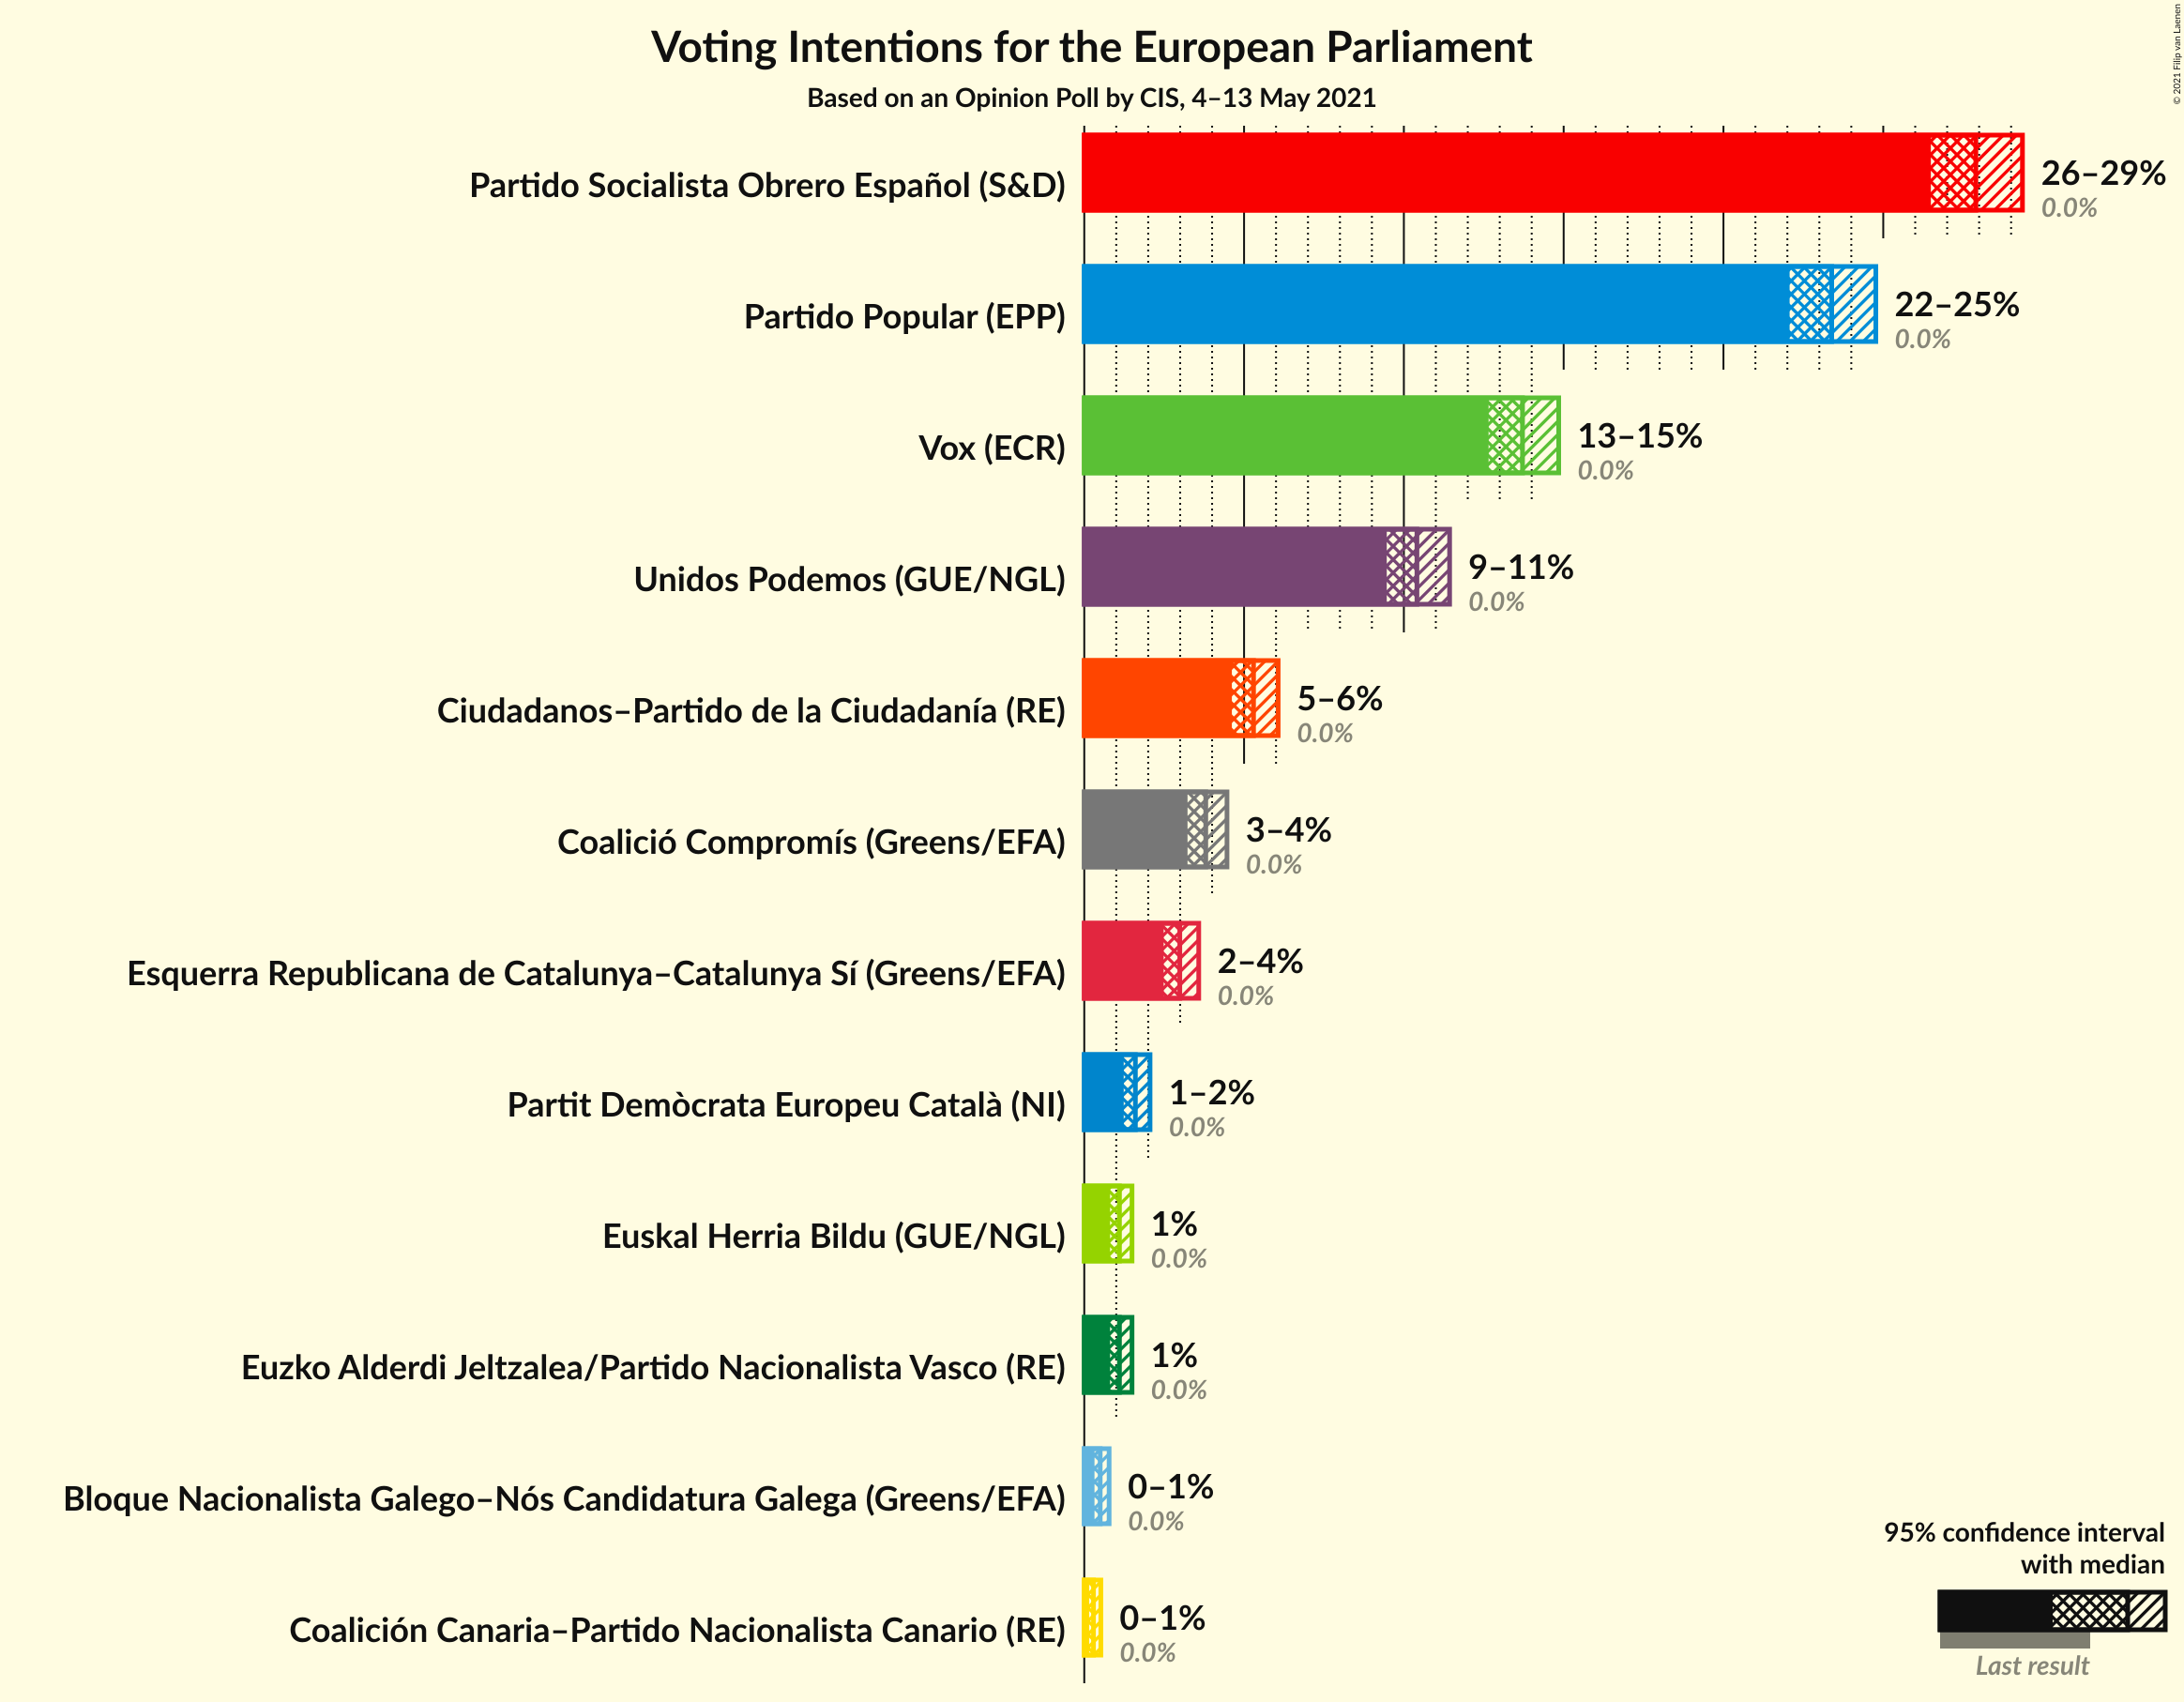 Voting Intentions for the European Parliament
Based on an Opinion Poll by CIS, 4–13 May 2021
© 2021 Filip van Laenen
Partido Socialista Obrero Español (S&D)
26–29%
0.0%
Partido Popular (EPP)
22–25%
0.0%
Vox (ECR)
13–15%
0.0%
Unidos Podemos (GUE/NGL)
9–11%
0.0%
Ciudadanos–Partido de la Ciudadanía (RE)
5–6%
0.0%
Coalició Compromís (Greens/EFA)
3–4%
0.0%
Esquerra Republicana de Catalunya–Catalunya Sí (Greens/EFA)
2–4%
0.0%
Partit Demòcrata Europeu Català (NI)
1–2%
0.0%
Euskal Herria Bildu (GUE/NGL)
1%
0.0%
Euzko Alderdi Jeltzalea/Partido Nacionalista Vasco (RE)
1%
0.0%
Bloque Nacionalista Galego–Nós Candidatura Galega (Greens/EFA)
0–1%
0.0%
Coalición Canaria–Partido Nacionalista Canario (RE)
0–1%
0.0%
95% confidence interval
with median
Last result